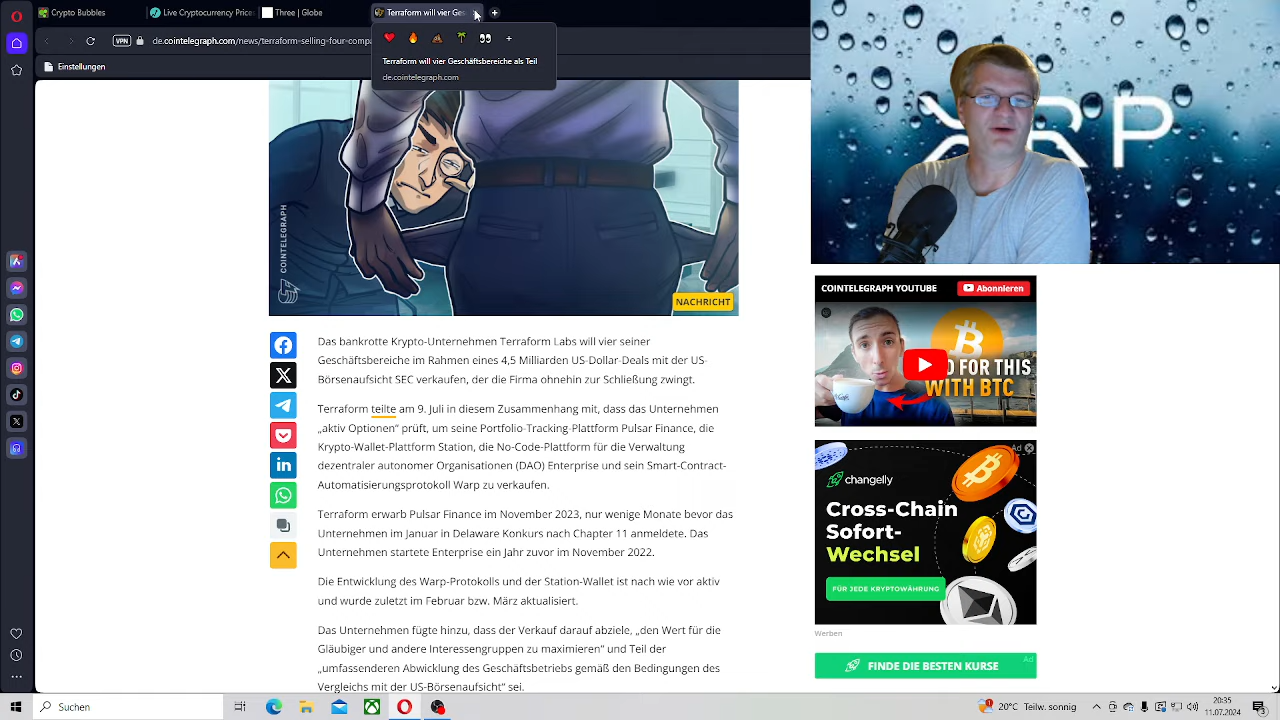 Crypto Bubbles
Live Cryptocurrency Price
Three | Globe
Terraform will vier Ges
VPN
de.cointelegraph.com/news/terraform-selling-four-compa
Einstellungen
Terraform will vier Geschäftsbereiche als Teil
de.cointelegraph.com
XRP
COINTELEGRAPH
NACHRICHT
Das bankrotte Krypto-Unternehmen Terraform Labs will vier seiner
Geschäftsbereiche im Rahmen eines 4,5 Milliarden US-Dollar-Deals mit der US-
Börsenaufsicht SEC verkaufen, der die Firma ohnehin zur Schließung zwingt.
Terraform teilte am 9. Juli in diesem Zusammenhang mit, dass das Unternehmen
„aktiv Optionen“ prüft, um seine Portfolio-Tracking-Plattform Pulsar Finance, die
Krypto-Wallet-Plattform Station, die No-Code-Plattform für die Verwaltung
dezentraler autonomer Organisationen (DAO) Enterprise und sein Smart-Contract-
Automatisierungsprotokoll Warp zu verkaufen.
Terraform erwarb Pulsar Finance im November 2023, nur wenige Monate bevor das
Unternehmen im Januar in Delaware Konkurs nach Chapter 11 anmeldete. Das
Unternehmen startete Enterprise ein Jahr zuvor im November 2022.
Die Entwicklung des Warp-Protokolls und der Station-Wallet ist nach wie vor aktiv
und wurde zuletzt im Februar bzw. März aktualisiert.
Das Unternehmen fügte hinzu, dass der Verkauf darauf abziele, „den Wert für die
Gläubiger und andere Interessengruppen zu maximieren“ und Teil der
„umfassenderen Abwicklung des Geschäftsbetriebs gemäß den Bedingungen des
Vergleichs mit der US-Börsenaufsicht“ sei.
COINTELEGRAPH YOUTUBE
Abonnieren
FOR THIS
WITH BTC
Ad
changelly
Cross-Chain
Sofort-
Wechsel
FÜR JEDE KRYPTOWÄHRUNG
Werben
FINDE DIE BESTEN KURSE
Ad
Suchen
1
20°C Teilw. sonnig
20:35
11.07.2024